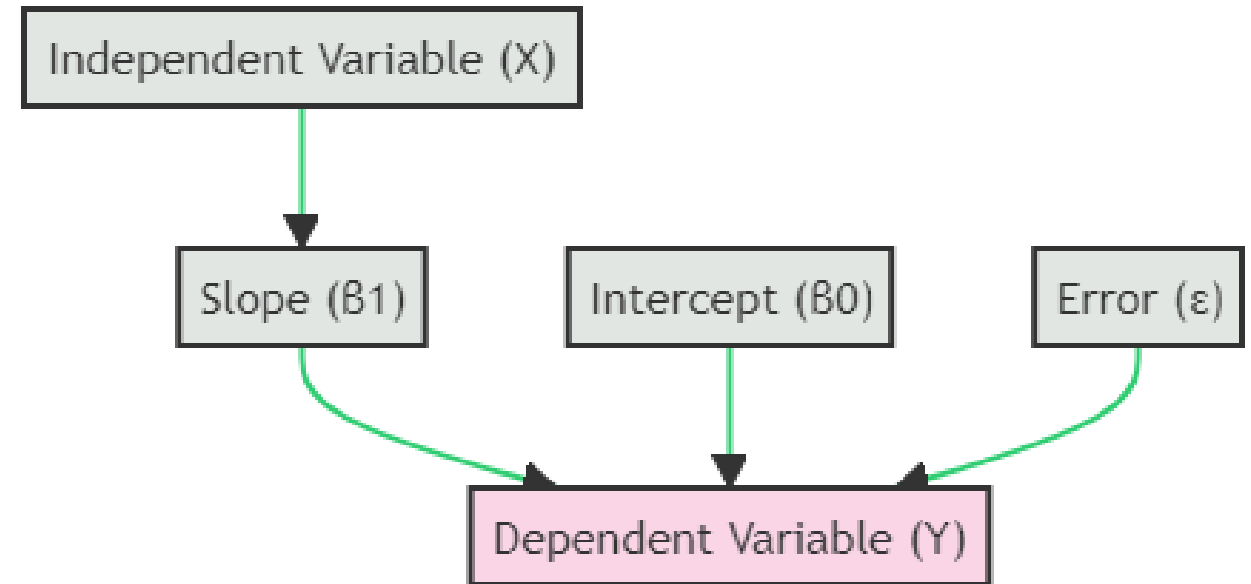 Independent Variable (X)
Slope (β1)
Intercept (β0)
Error (ε)
Dependent Variable (Y)